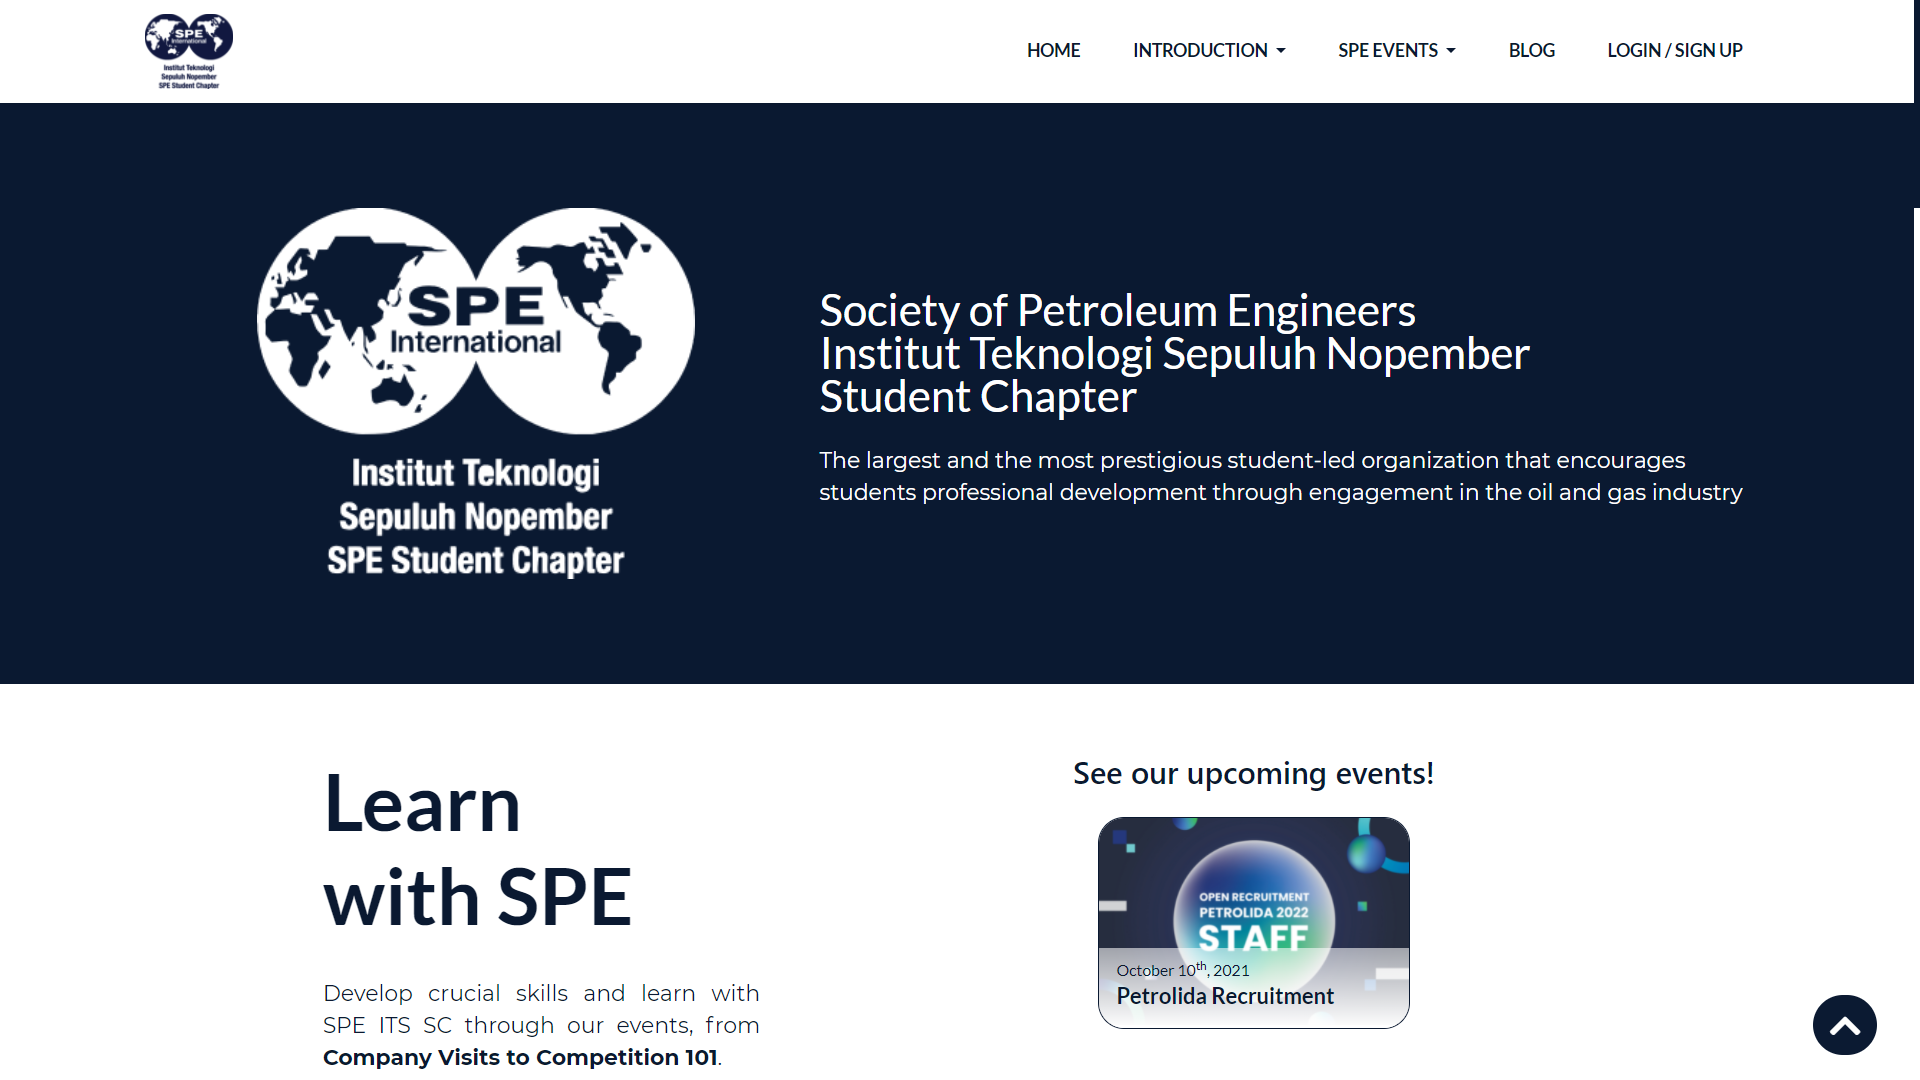 SPE
International
Institut Teknologi
Sepuluh Nopember
SPE Student Chapter
HOME
INTRODUCTION
SPE EVENTS
BLOG
LOGIN / SIGN UP
SPE
International
Institut Teknologi
Sepuluh Nopember
SPE Student Chapter
Society of Petroleum Engineers
Institut Teknologi Sepuluh Nopember
Student Chapter
The largest and the most prestigious student-led organization that encourages
students professional development through engagement in the oil and gas industry
Learn
with SPE
Develop crucial skills and learn with
SPE ITS SC through our events, from
Company Visits to Competition 101.
See our upcoming events!
OPEN RECRUITMENT
PETROLIDA 2022
STAFF
October 10th, 2021
Petrolida Recruitment